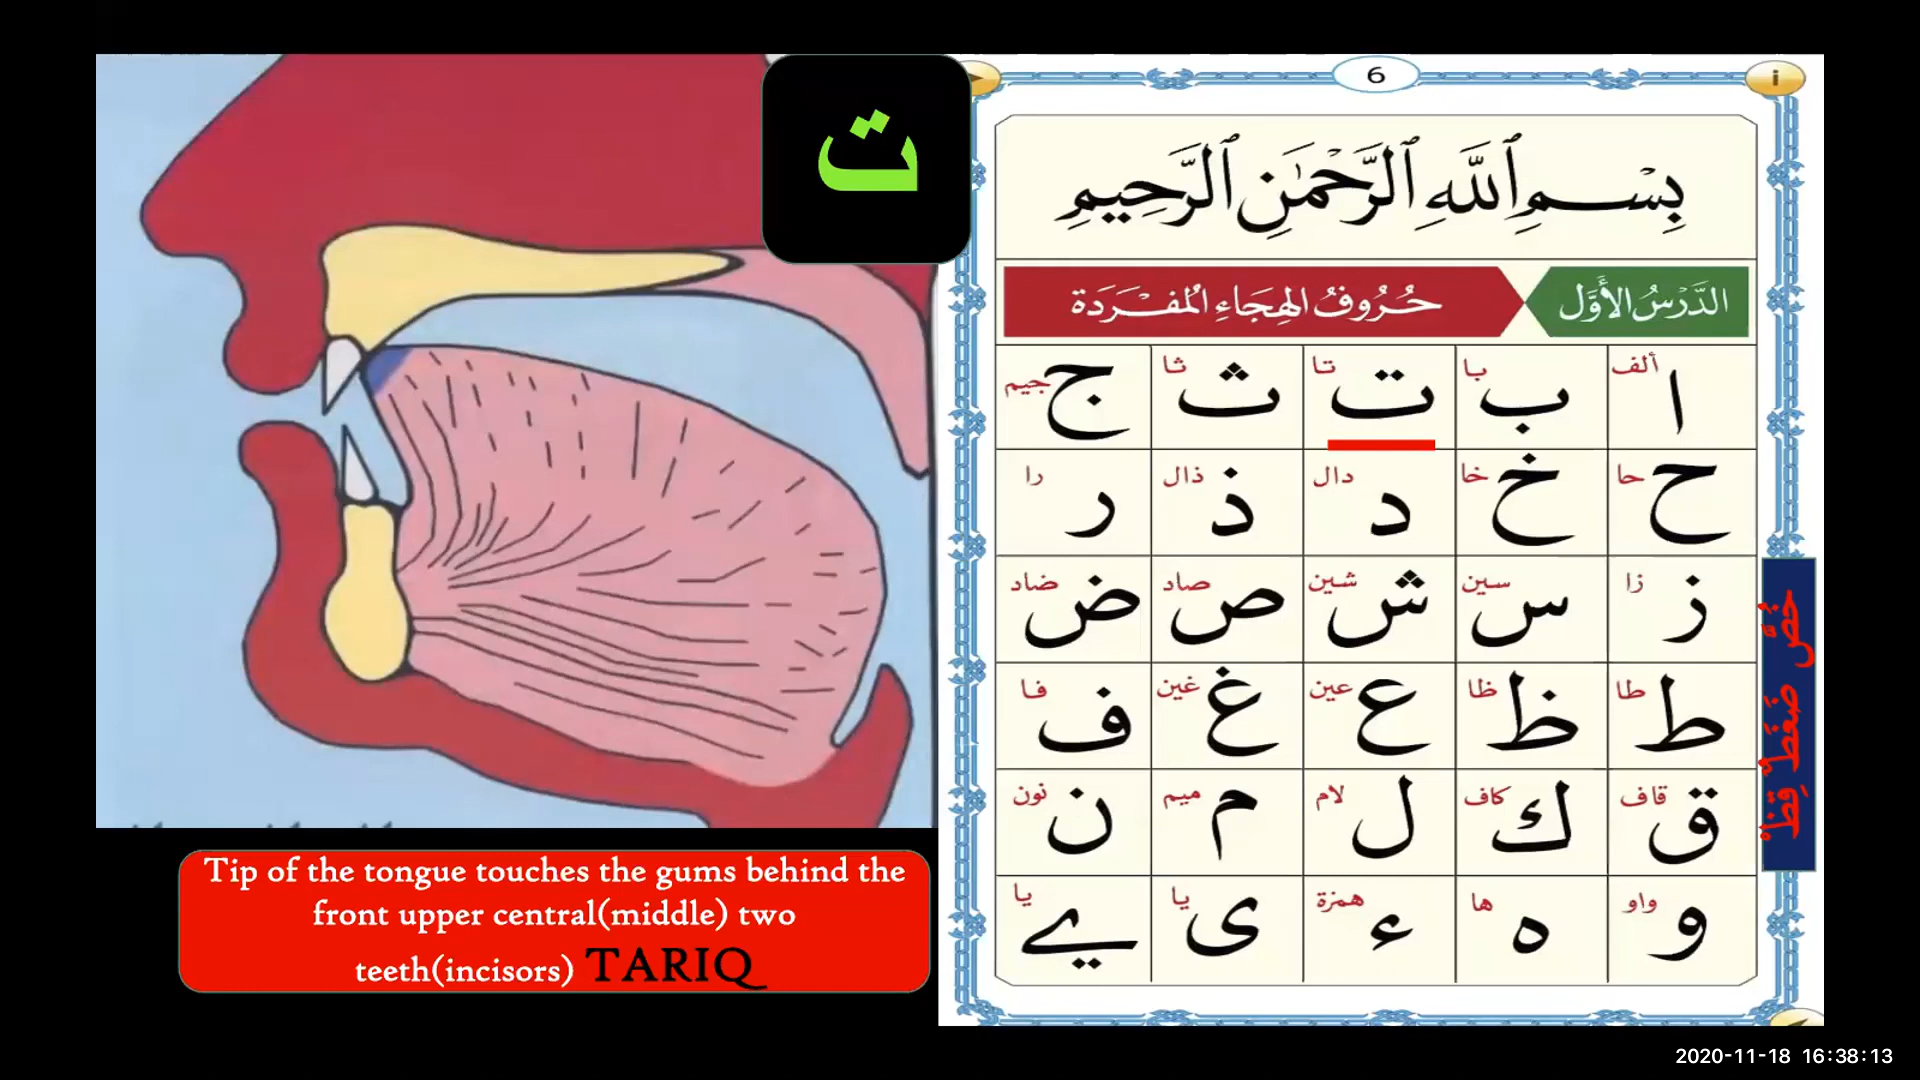 ت
Tip of the tongue touches the gums behind the
front upper central(middle) two
teeth(incisors) TARIQ
6
i
بِسْمِ ٱللَّهِ ٱلرَّحْمَٰنِ ٱلرَّحِيمِ
الدَّرْسُ الأَوَّل حُرُوفُ الهِجَاءِ المُفْرَدَة
ا ألف ب با ت تا ث ثا ج جيم
ح حا خ خا د دال ذ ذال ر را
ز زا س سين ش شين ص صاد ض ضاد
ط طا ظ ظا ع عين غ غين ف فا
ق قاف ك كاف ل لام م ميم ن نون
و واو ه ها ء همزة ى يا ے يا
خُصَّ ضَغْطٍ قِظْ
2020-11-18 16:38:13